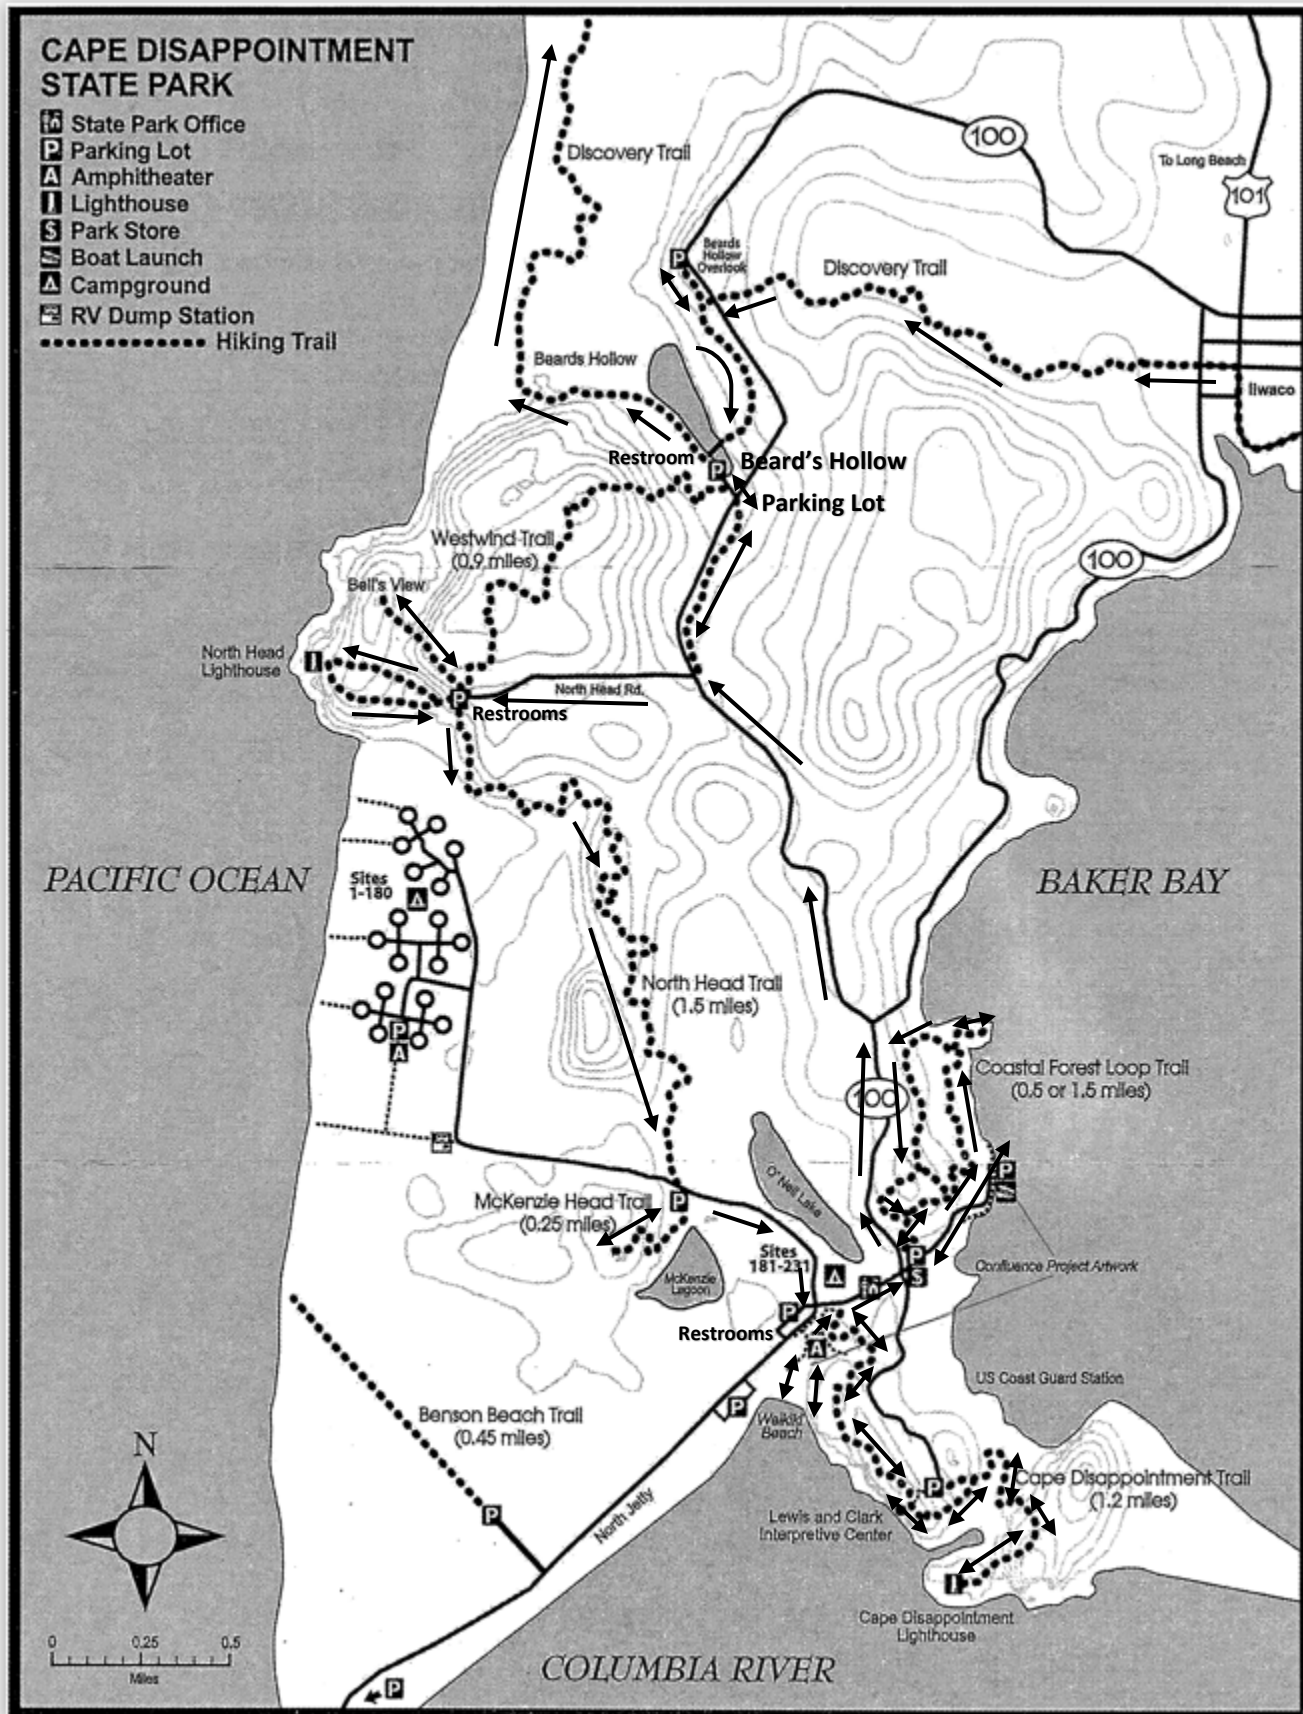 CAPE DISAPPOINTMENT
STATE PARK
State Park Office
P Parking Lot
A Amphitheater
Lighthouse
S Park Store
Boat Launch
Campground
RV Dump Station
Hiking Trail
100
To Long Beach
101
Discovery Trail
P
Beards
Hollow
Overlook
Discovery Trail
Beards Hollow
Ilwaco
Restroom
P
Beard's Hollow
Parking Lot
Westwind Trail
(0.9 miles)
100
Bell's View
North Head
Lighthouse
P
North Head Rd.
Restrooms
PACIFIC OCEAN
Sites
1-180
BAKER BAY
P
A
North Head Trail
(1.5 miles)
Coastal Forest Loop Trail
(0.5 or 1.5 miles)
100
P
O'Neil Lake
McKenzie Head Trail
(0.25 miles)
P
Sites
181-231
P
S
Confluence Project Artwork
McKenzie
Lagoon
P
Restrooms
A
US Coast Guard Station
Benson Beach Trail
(0.45 miles)
P
Waikiki
Beach
N
P
Cape Disappointment Trail
(1.2 miles)
P
North Jetty
Lewis and Clark
Interpretive Center
Cape Disappointment
Lighthouse
0 0.25 0.5
Miles
COLUMBIA RIVER
P